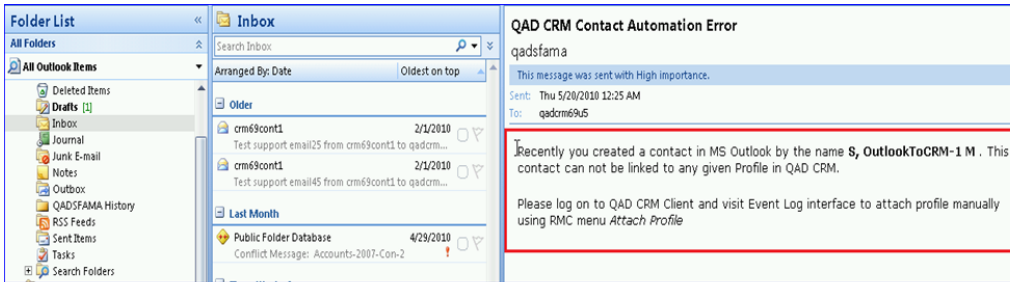 Folder List «
All Folders
All Outlook Items
Deleted Items
Drafts [1]
Inbox
Journal
Junk E-mail
Notes
Outbox
QADSFAMA History
RSS Feeds
Sent Items
Tasks
Search Folders
Inbox
Search Inbox
Arranged By: Date Oldest on top
Older
crm69cont1 2/1/2010
Test support email25 from crm69cont1 to qadcrm...
crm69cont1 2/1/2010
Test support email45 from crm69cont1 to qadcrm...
Last Month
Public Folder Database 4/29/2010
Conflict Message: Accounts-2007-Con-2
QAD CRM Contact Automation Error
qadsfama
This message was sent with High importance.
Sent: Thu 5/20/2010 12:25 AM
To: qadcrm69u5
Recently you created a contact in MS Outlook by the name 8, OutlookToCRM-1 M . This
contact can not be linked to any given Profile in QAD CRM.
Please log on to QAD CRM Client and visit Event Log interface to attach profile manually
using RMC menu Attach Profile